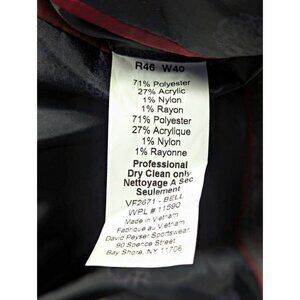 R46 W40
71% Polyester
27% Acrylic
1% Nylon
1% Rayon
71% Polyester
27% Acrylique
1% Nylon
1% Rayonne
Professional
Dry Clean only
Nettoyage A Sec
Seulement
VF2671 - BELL
WPL # 11590
Made in Vietnam
Fabrique au Vietnam
David Peyser Sportswear
90 Spence Street
Bay Shore, NY 11706